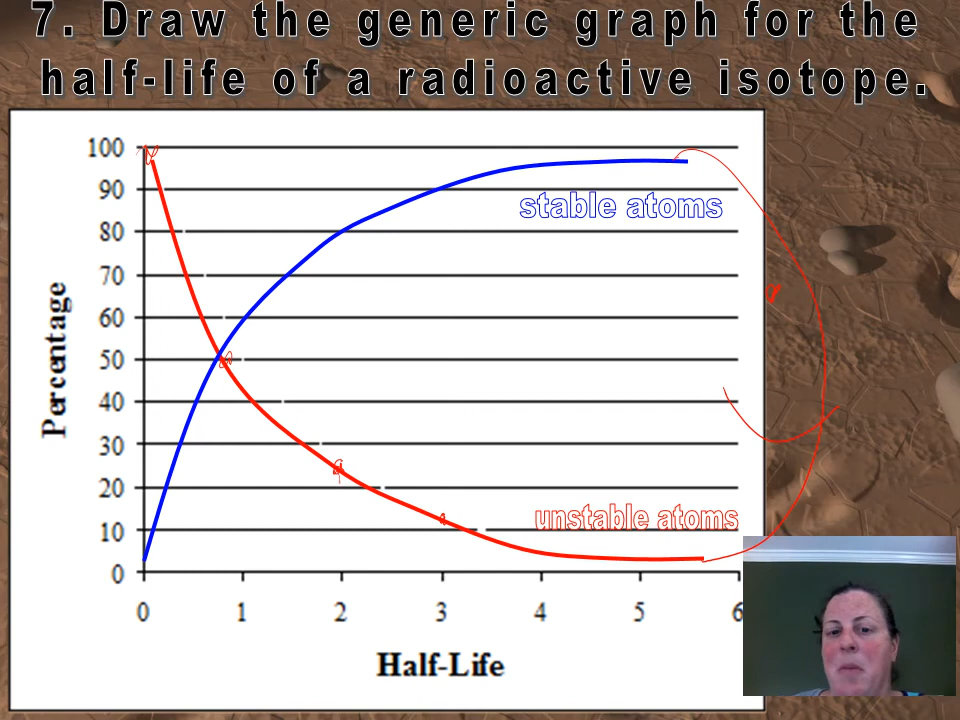 7. Draw the generic graph for the
half-life of a radioactive isotope.
100
90
stable atoms
80
70
60
Percentage
50
40
30
20
unstable atoms
10
0
0 1 2 3 4 5 6
Half-Life